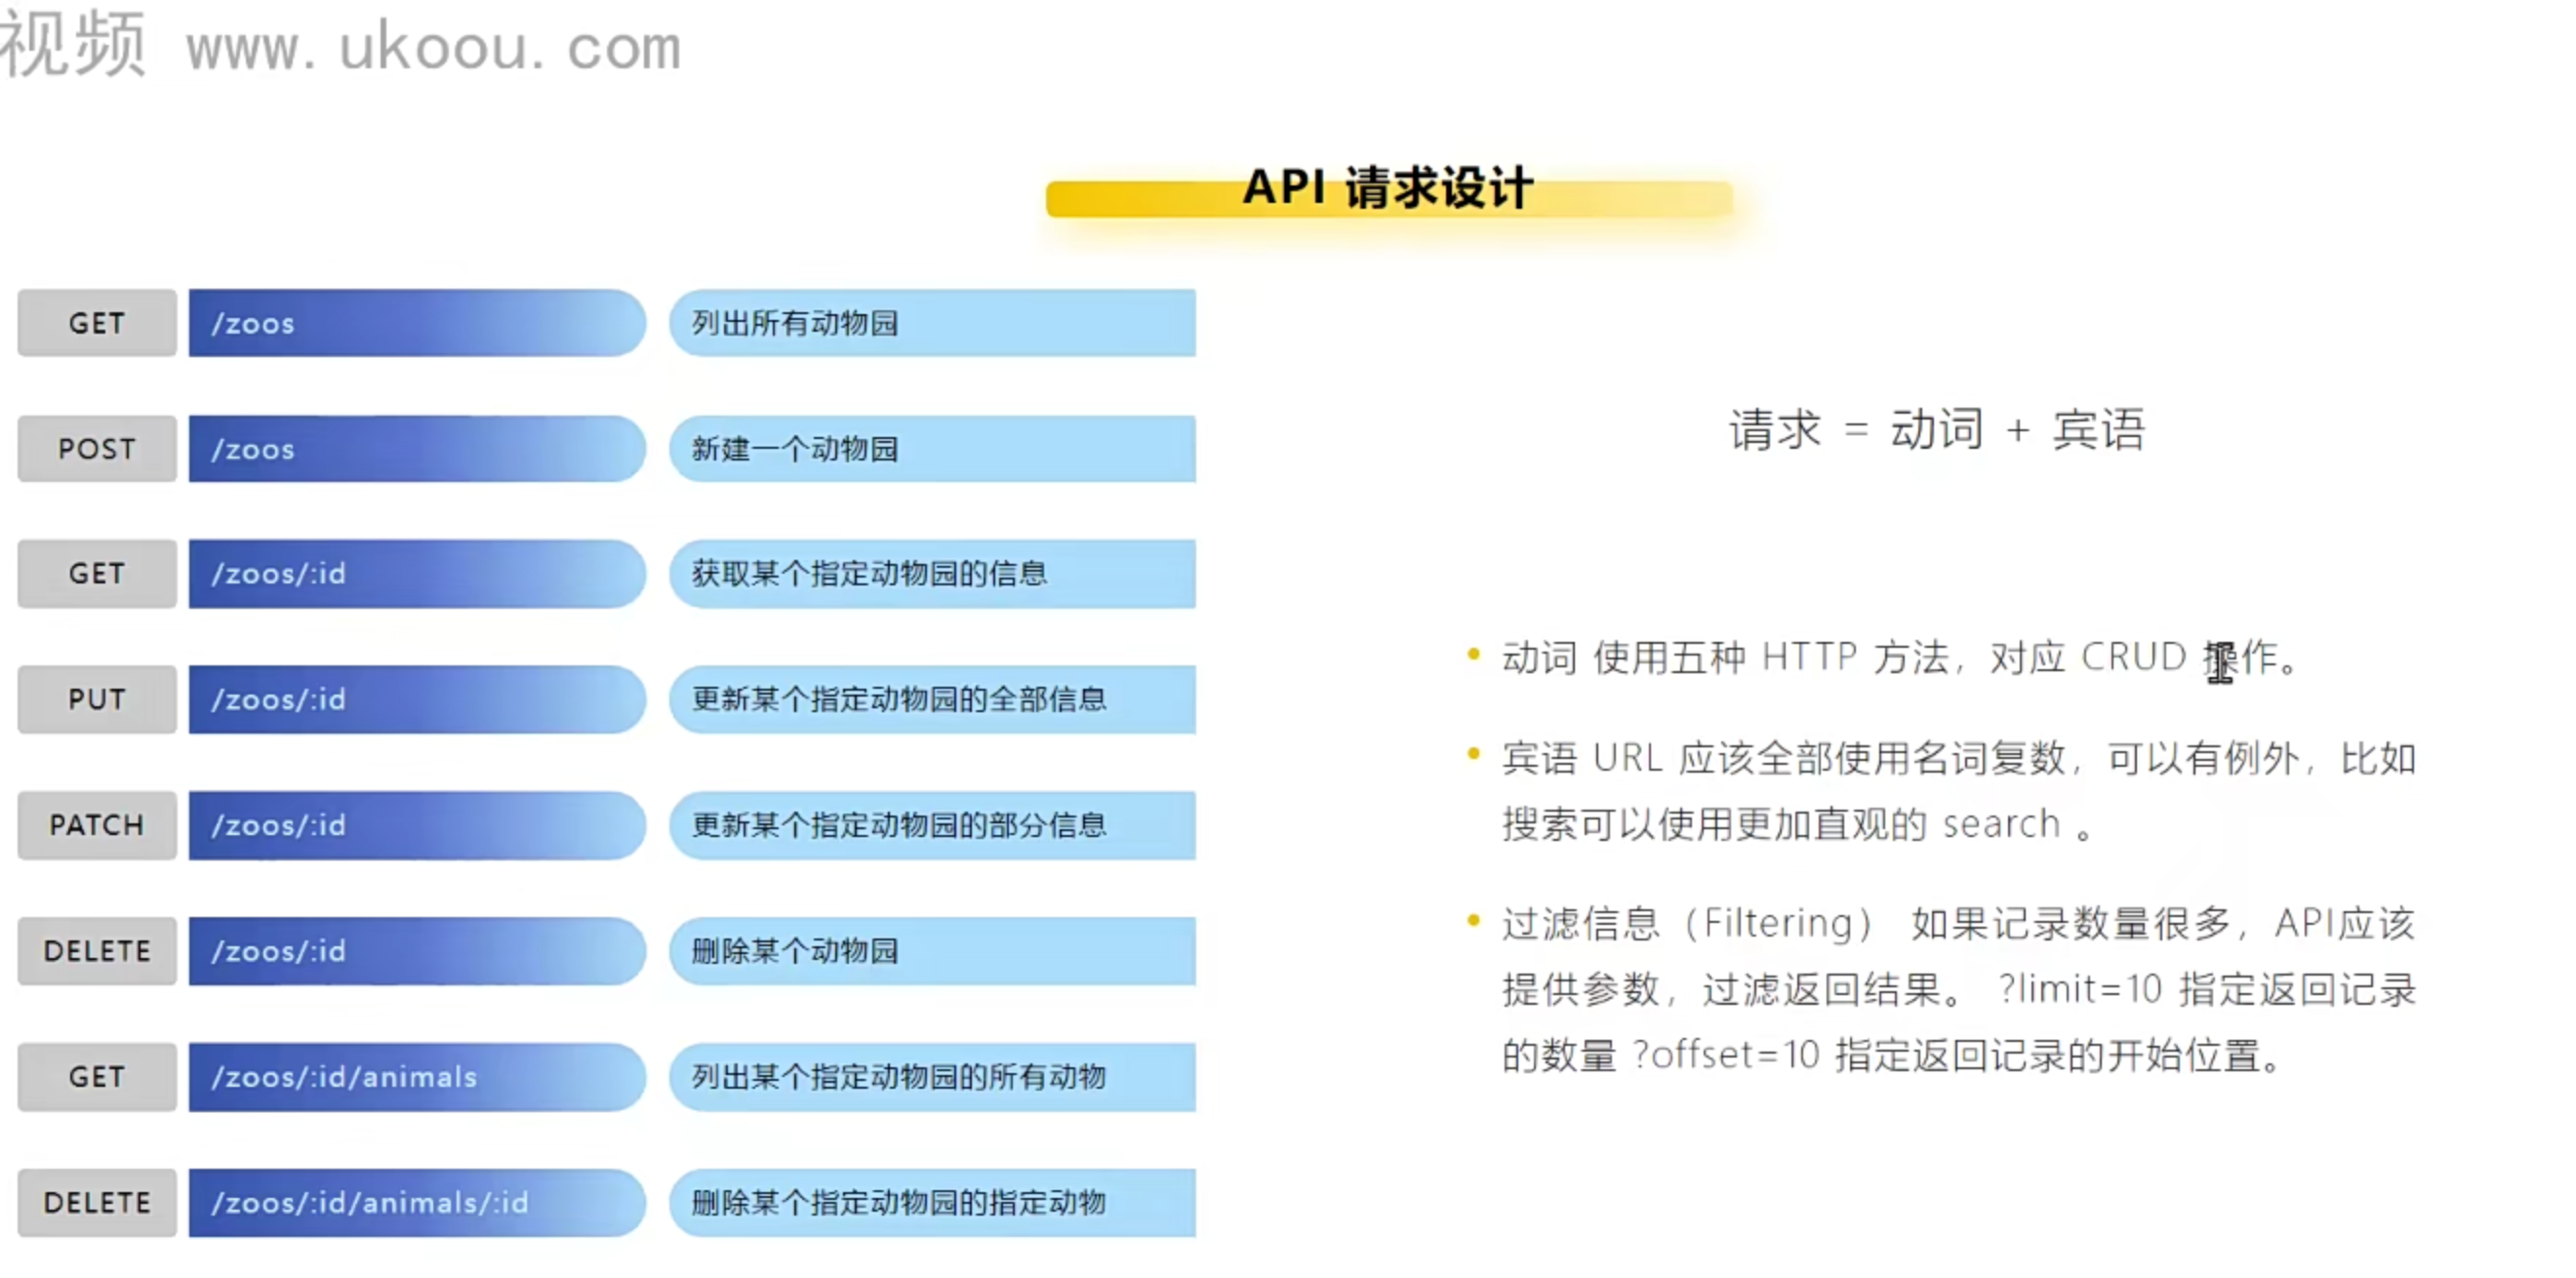 视频 www.ukoou.com
API 请求设计
GET /zoos 列出所有动物园
POST /zoos 新建一个动物园
GET /zoos/:id 获取某个指定动物园的信息
PUT /zoos/:id 更新某个指定动物园的全部信息
PATCH /zoos/:id 更新某个指定动物园的部分信息
DELETE /zoos/:id 删除某个动物园
GET /zoos/:id/animals 列出某个指定动物园的所有动物
DELETE /zoos/:id/animals/:id 删除某个指定动物园的指定动物
请求 = 动词 + 宾语
• 动词 使用五种 HTTP 方法，对应 CRUD 操作。
• 宾语 URL 应该全部使用名词复数，可以有例外，比如
搜索可以使用更加直观的 search 。
• 过滤信息（Filtering） 如果记录数量很多，API应该
提供参数，过滤返回结果。 ?limit=10 指定返回记录
的数量 ?offset=10 指定返回记录的开始位置。